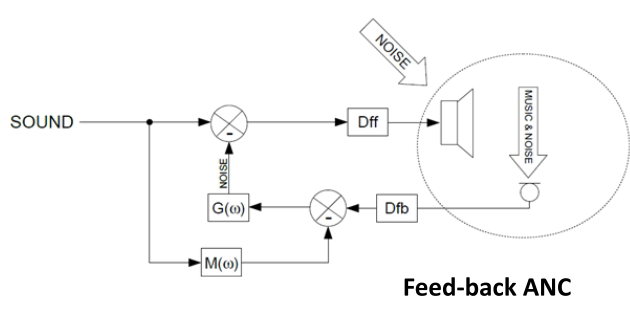 NOISE
SOUND
-
Dff
MUSIC & NOISE
NOISE
G(ω)
-
Dfb
M(ω)
Feed-back ANC